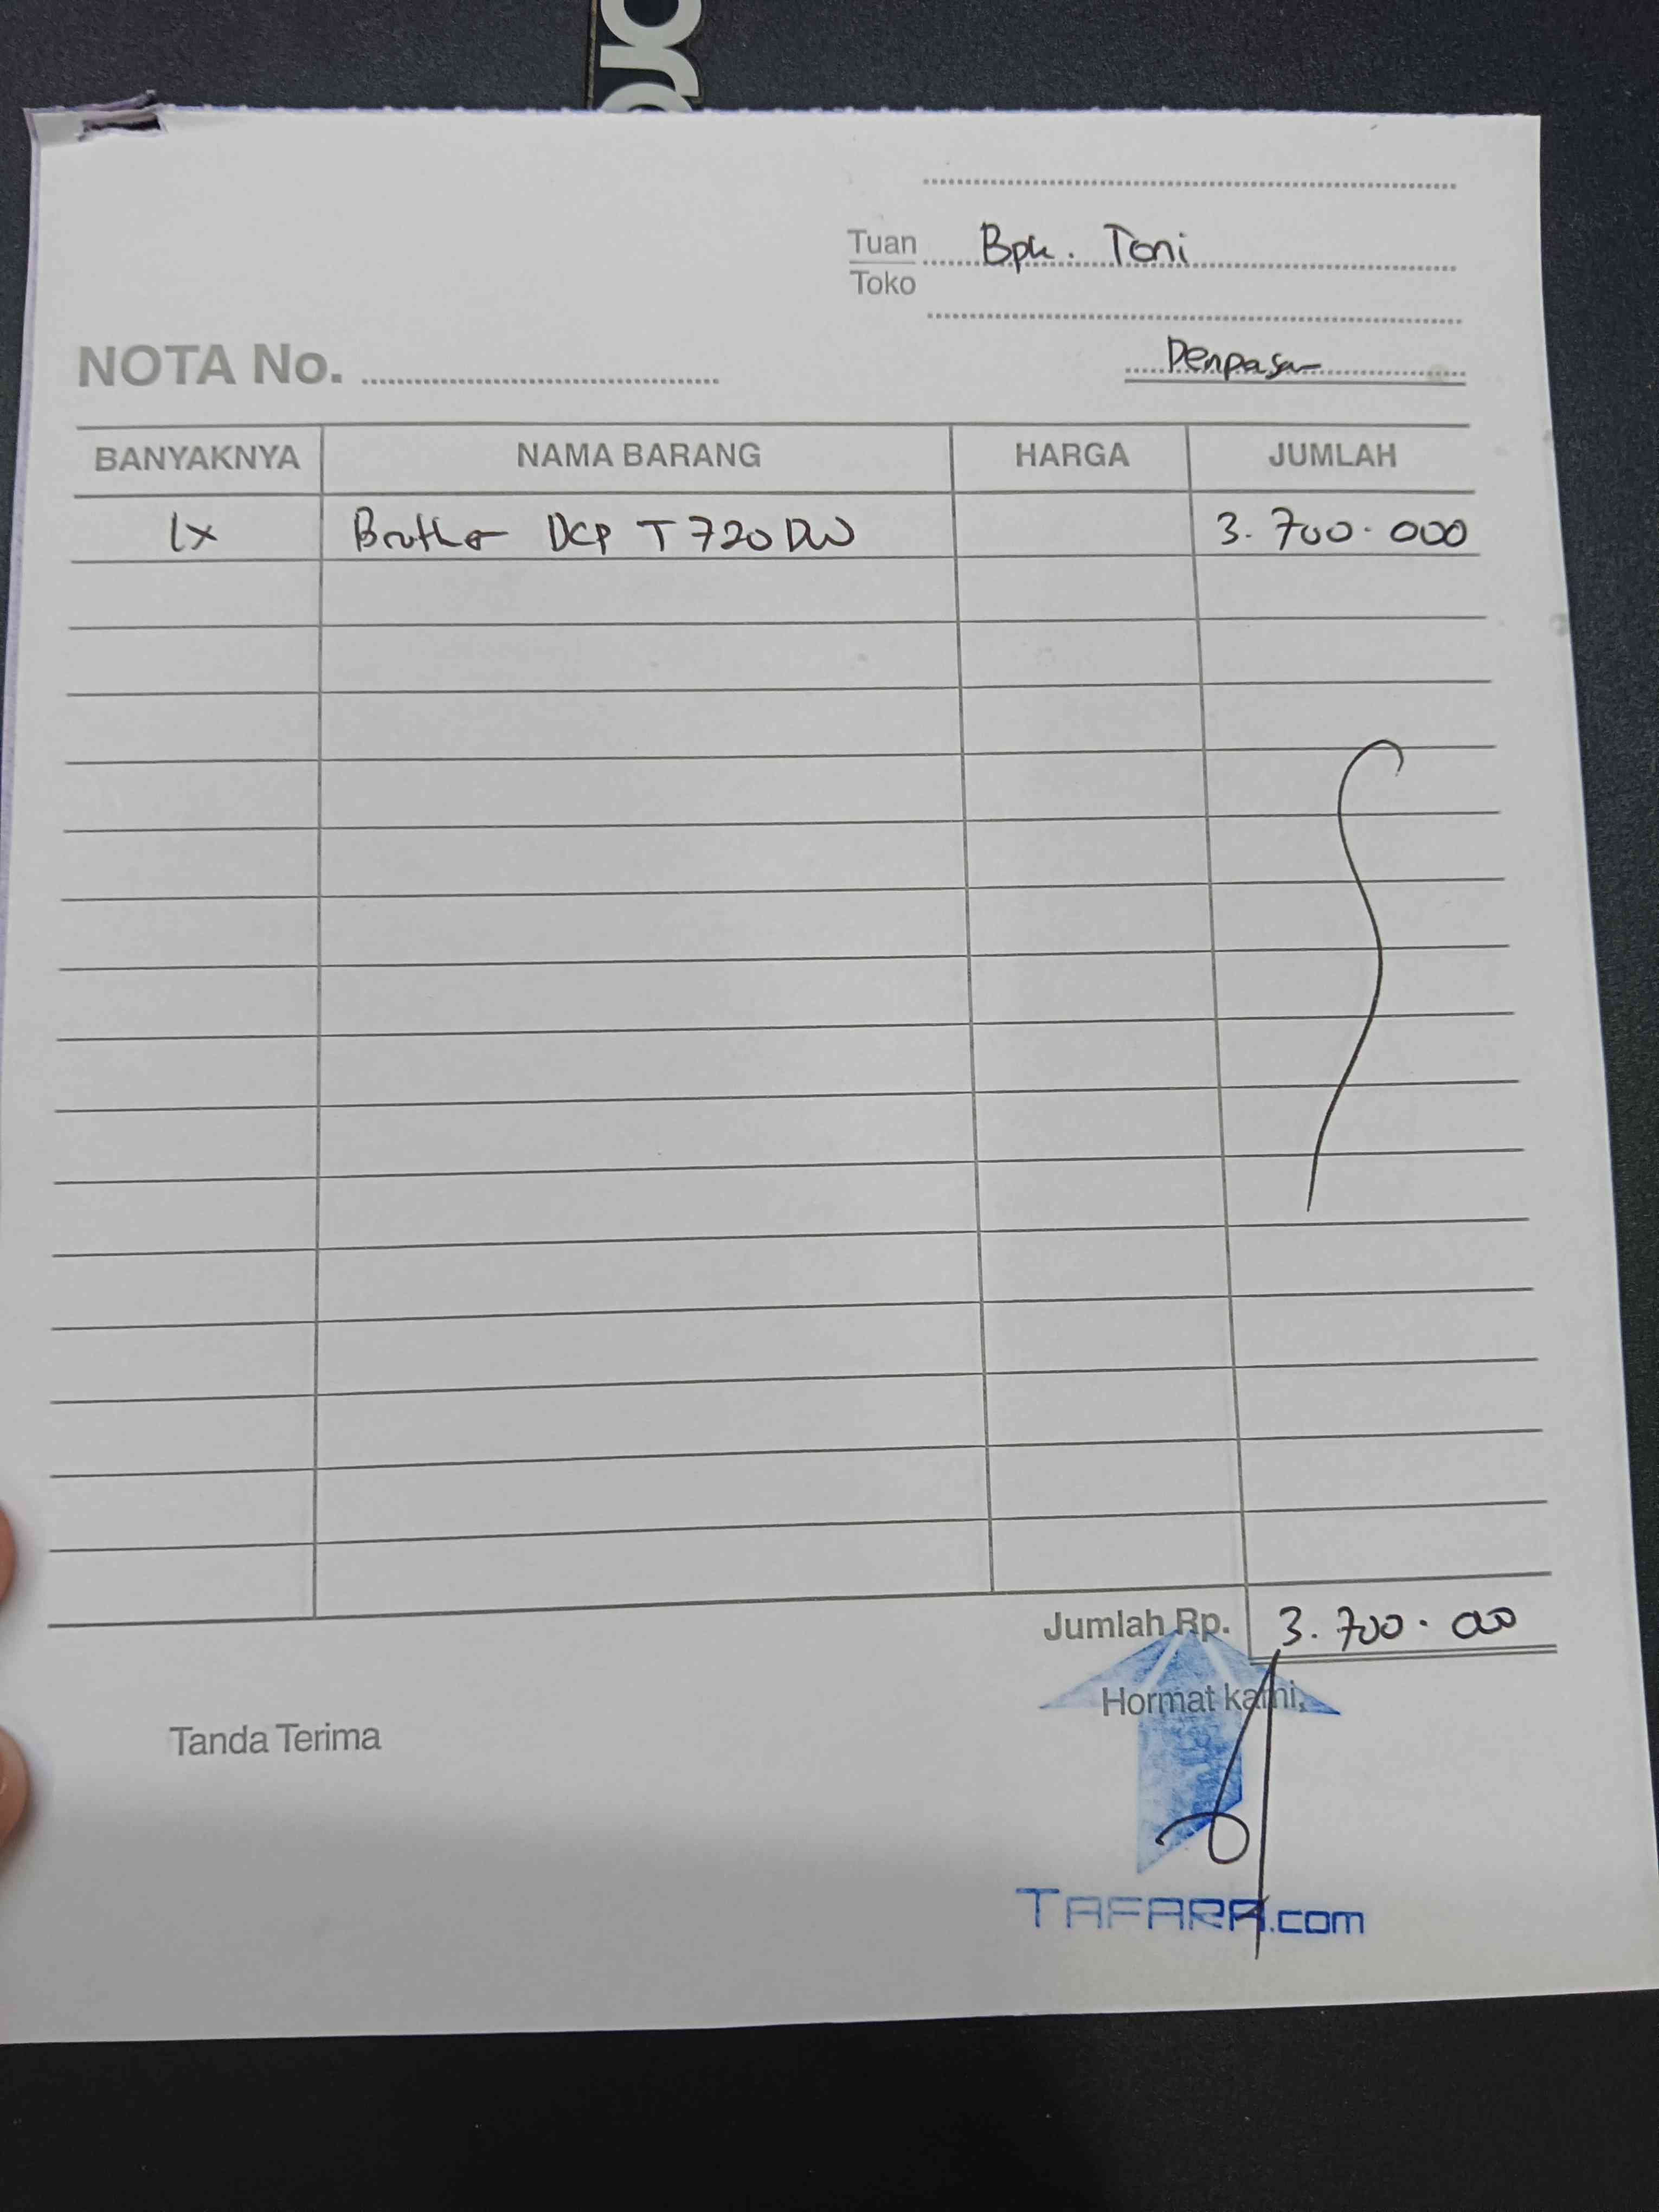 Tuan Bpk. Toni
Toko
Denpasar
NOTA No.
BANYAKNYA NAMA BARANG HARGA JUMLAH
1x Brother DCP T720DW 3.700.000
Jumlah Rp. 3.700.000
Hormat kami,
Tanda Terima
TAFARA.com